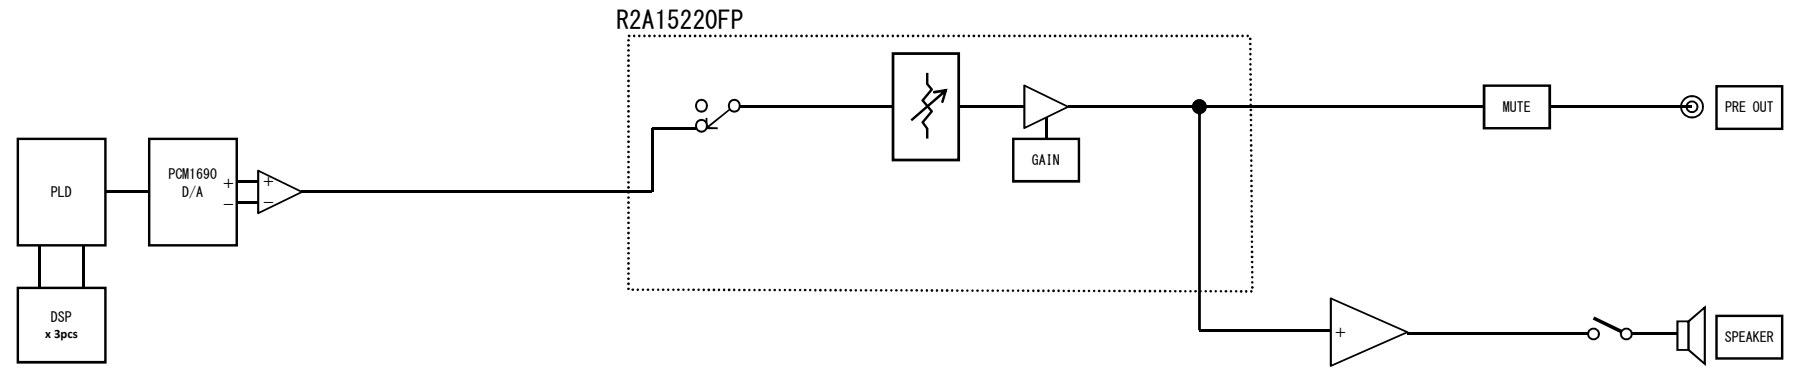 R2A15220FP
MUTE
PRE OUT
GAIN
PLD
PCM1690
D/A
+
−
+
−
DSP
x 3pcs
+
SPEAKER